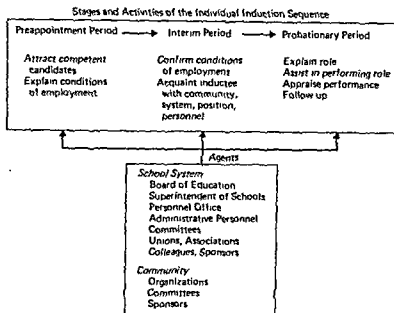 Stages and Activities of the Individual Induction Sequence
Preappointment Period
Interim Period
Probationary Period
Attract competent
candidates
Explain conditions
of employment
Confirm conditions
of employment
Acquaint inductee
with community,
system, position,
personnel
Explain role
Assist in performing role
Appraise performance
Follow up
Agents
School System
Board of Education
Superintendent of Schools
Personnel Office
Administrative Personnel
Committees
Unions, Associations
Colleagues, Sponsors
Community
Organizations
Committees
Sponsors